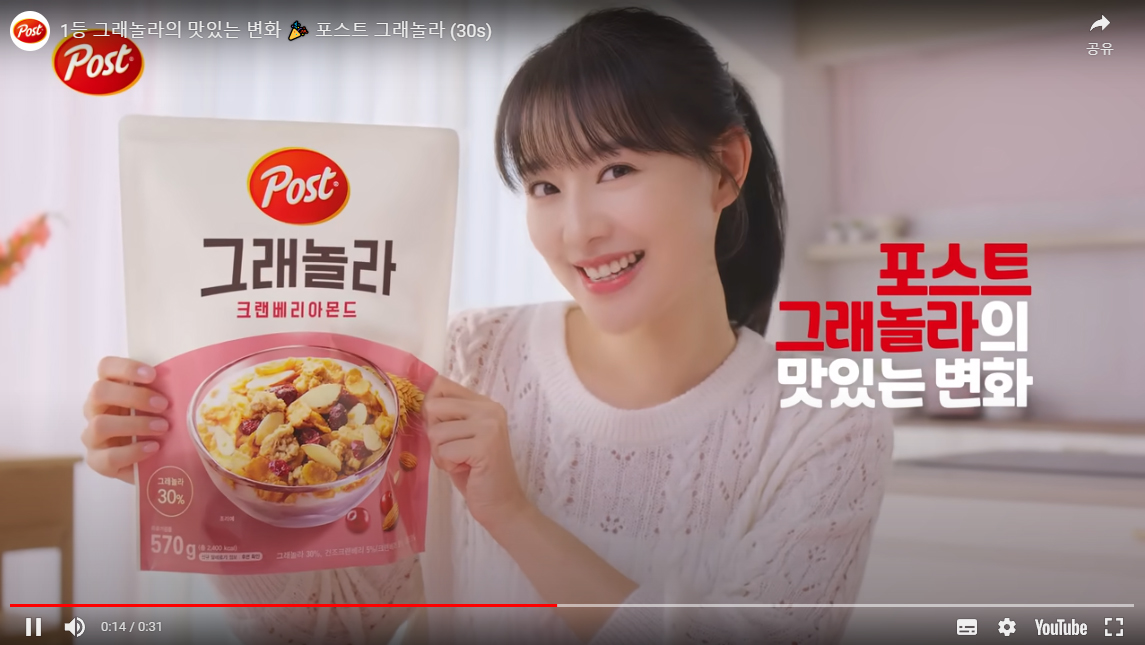 1등 그래놀라의 맛있는 변화 🎉 포스트 그래놀라 (30s)
공유
Post
Post
Post
그래놀라
크랜베리아몬드
포스트
그래놀라의
맛있는 변화
그래놀라
30%
570g
0:14 / 0:31
YouTube